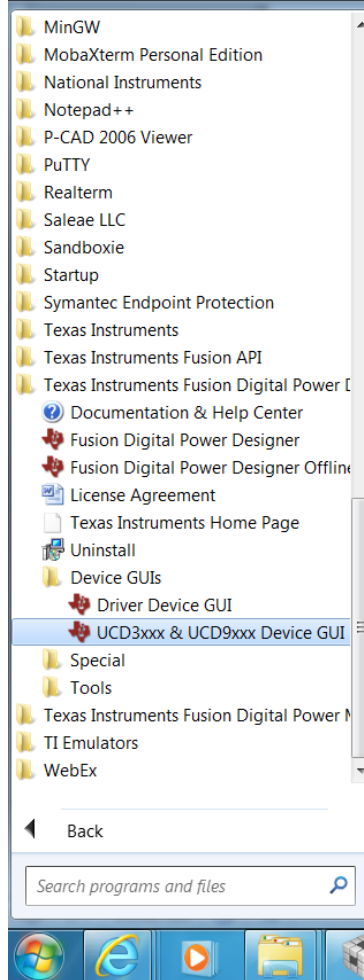 MinGW
MobaXterm Personal Edition
National Instruments
Notepad++
P-CAD 2006 Viewer
PuTTY
Realterm
Saleae LLC
Sandboxie
Startup
Symantec Endpoint Protection
Texas Instruments
Texas Instruments Fusion API
Texas Instruments Fusion Digital Power
Documentation & Help Center
Fusion Digital Power Designer
Fusion Digital Power Designer Offline
License Agreement
Texas Instruments Home Page
Uninstall
Device GUIs
Driver Device GUI
UCD3xxx & UCD9xxx Device GUI
Special
Tools
Texas Instruments Fusion Digital Power
TI Emulators
WebEx
Back
Search programs and files